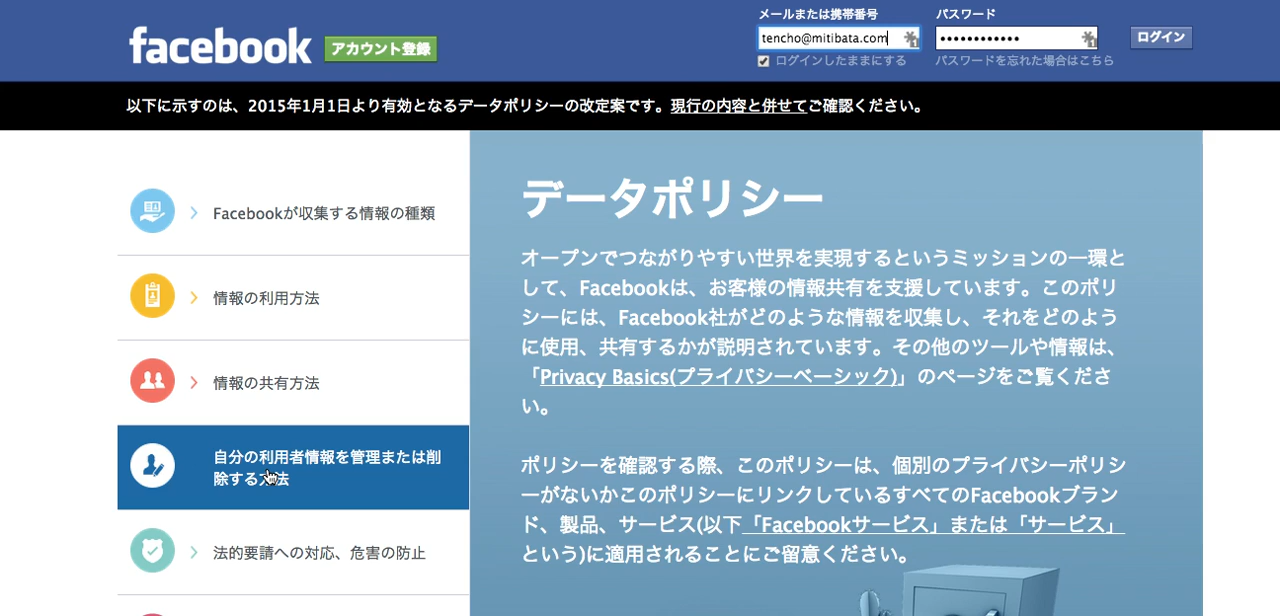 facebook
アカウント登録
メールまたは携帯番号
パスワード
tencho@mitibata.com
••••••••••••
ログイン
ログインしたままにする
パスワードを忘れた場合はこちら
以下に示すのは、2015年1月1日より有効となるデータポリシーの改定案です。現行の内容と併せてご確認ください。
Facebookが収集する情報の種類
情報の利用方法
情報の共有方法
自分の利用者情報を管理または削
除する方法
法的要請への対応、危害の防止
データポリシー
オープンでつながりやすい世界を実現するというミッションの一環と
して、Facebookは、お客様の情報共有を支援しています。このポリ
シーには、Facebook社がどのような情報を収集し、それをどのよう
に使用、共有するかが説明されています。その他のツールや情報は、
「Privacy Basics(プライバシーベーシック)」のページをご覧くださ
い。
ポリシーを確認する際、このポリシーは、個別のプライバシーポリシ
ーがないかこのポリシーにリンクしているすべてのFacebookブラン
ド、製品、サービス(以下「Facebookサービス」または「サービス」
という)に適用されることにご留意ください。